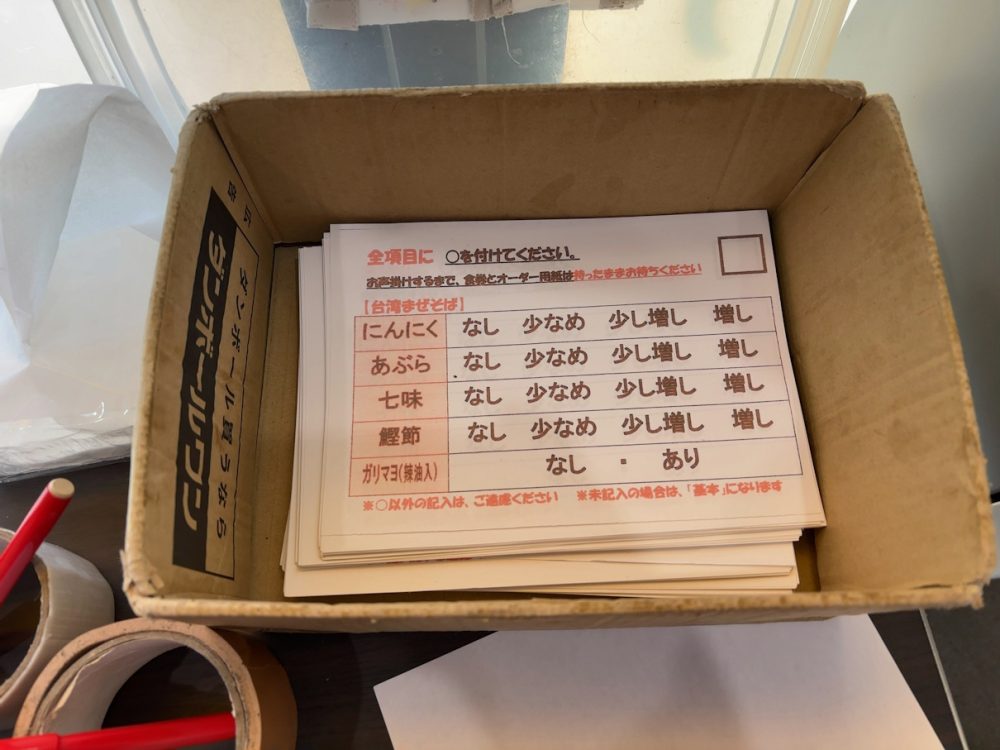 全項目に ○を付けてください。
お声掛けするまで、食券とオーダー用紙は持ったままお待ちください
【台湾まぜそば】
にんにく なし 少なめ 少し増し 増し
あぶら なし 少なめ 少し増し 増し
七味 なし 少なめ 少し増し 増し
鰹節 なし 少なめ 少し増し 増し
ガリマヨ(辣油入) なし ・ あり
※○以外の記入は、ご遠慮ください ※未記入の場合は、「基本」になります
ダンボール買うなら
ダンボールワン